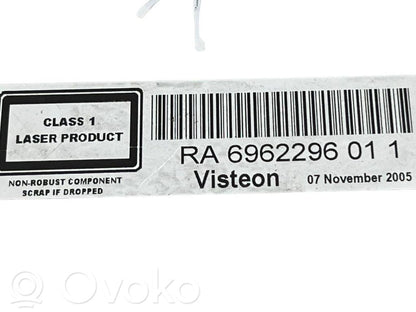 CLASS 1
LASER PRODUCT
NON-ROBUST COMPONENT
SCRAP IF DROPPED
RA 6962296 01 1
Visteon 07 November 2005
Ovoko